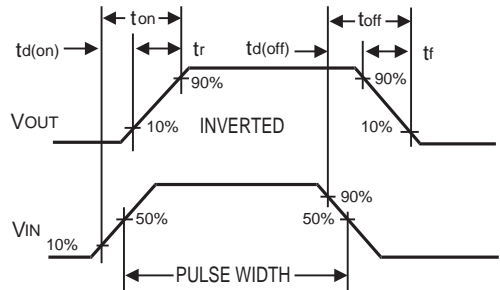 ton toff
td(on) tr td(off) tf
90% 90%
VOUT 10% INVERTED 10%
90%
50% 50%
VIN
10%
PULSE WIDTH